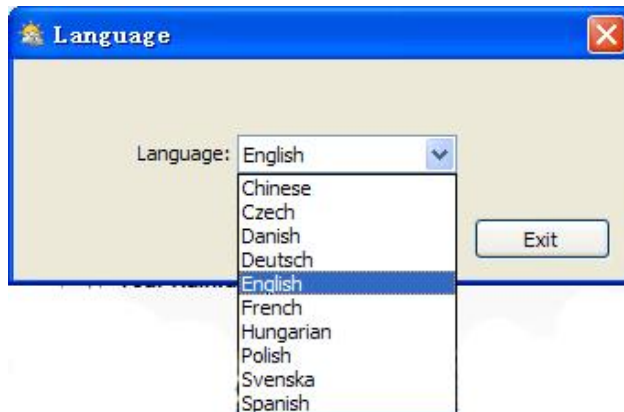 Language
Language: English
Chinese
Czech
Danish
Deutsch
Exit
English
French
Hungarian
Polish
Svenska
Spanish